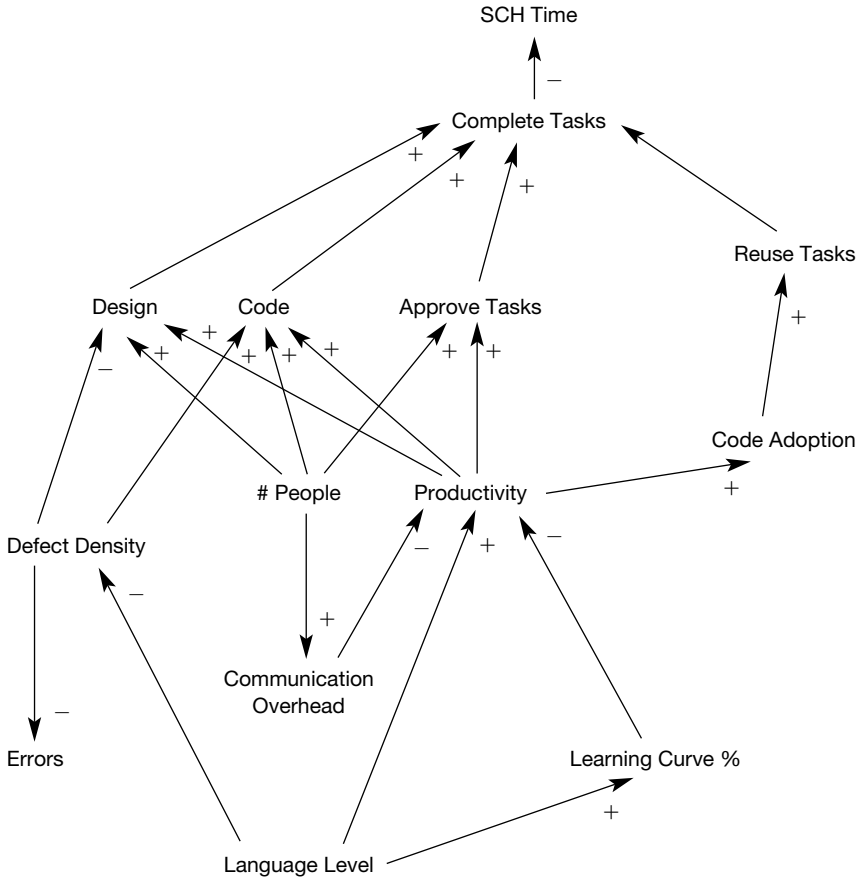 SCH Time
−
Complete Tasks
+
+
+
Reuse Tasks
Design
Code
Approve Tasks
+
+
+
+
+
+
+
+
−
Code Adoption
# People
Productivity
+
Defect Density
−
+
−
−
+
Communication
Overhead
−
Errors
Learning Curve %
+
Language Level